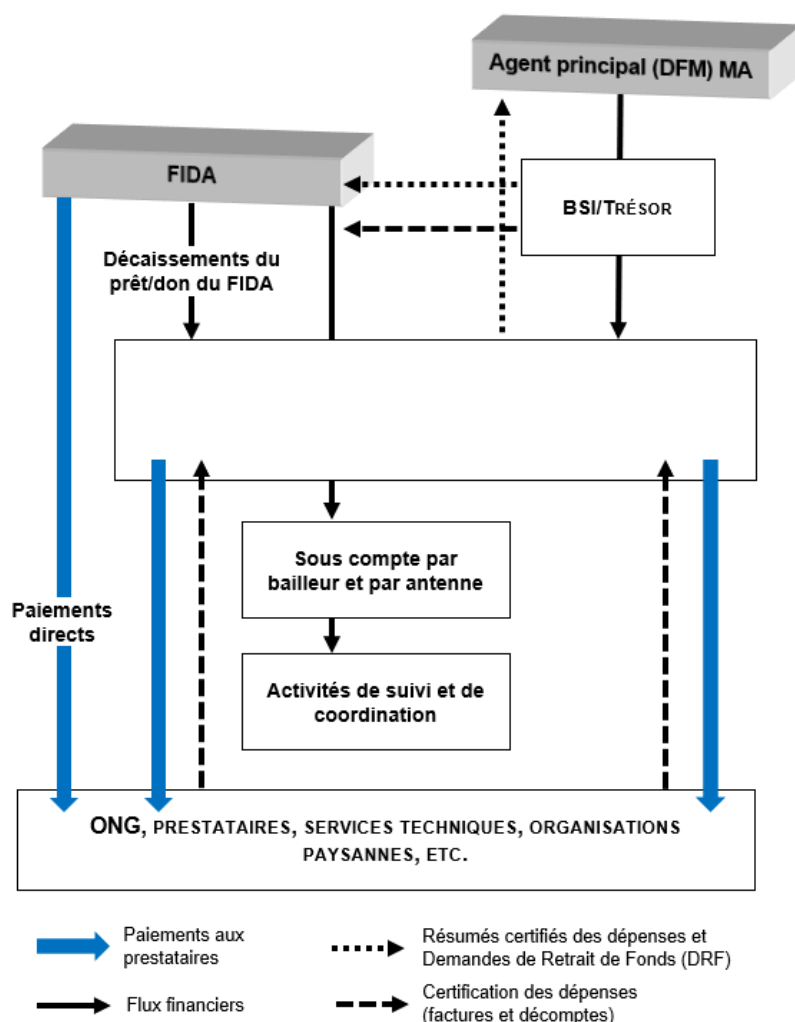 Agent principal (DFM) MA
FIDA
BSI/TRÉSOR
Décaissements du
prêt/don du FIDA
Sous compte par
bailleur et par antenne
Paiements
directs
Activités de suivi et de
coordination
ONG, PRESTATAIRES, SERVICES TECHNIQUES, ORGANISATIONS
PAYSANNES, ETC.
Paiements aux
prestataires
Résumés certifiés des dépenses et
Demandes de Retrait de Fonds (DRF)
Flux financiers
Certification des dépenses
(factures et décomptes)